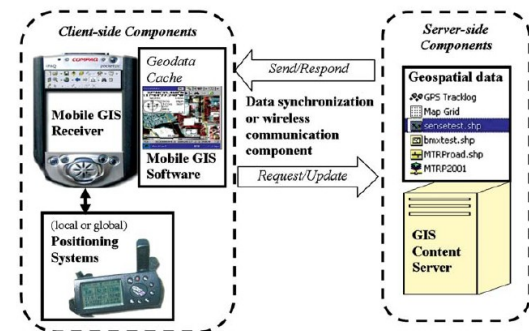 Client-side Components
COMPAQ
Mobile GIS
Receiver
Geodata
Cache
Mobile GIS
Software
(local or global)
Positioning
Systems
Send/Respond
Data synchronization
or wireless
communication
component
Request/Update
Server-side
Components
Geospatial data
GPS Tracklog
Map Grid
sensetest.shp
bmxtest.shp
MTRProad.shp
MTRP2001
GIS
Content
Server